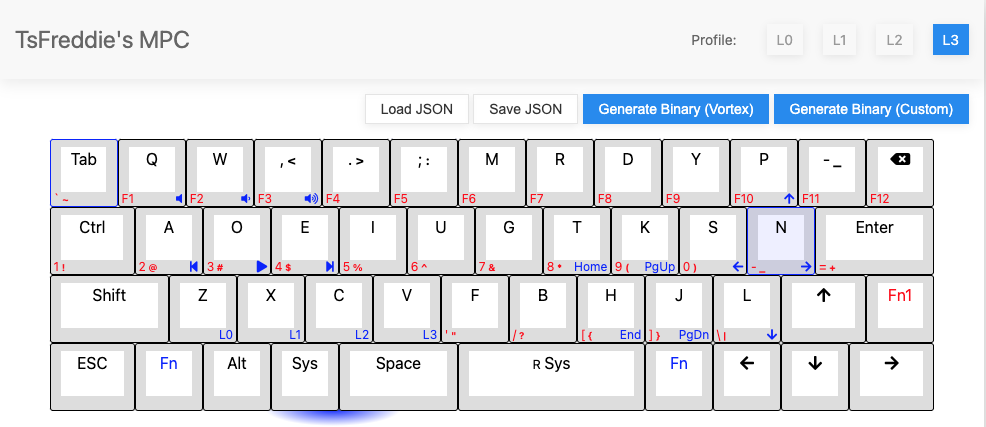 TsFreddie's MPC Profile: L0 L1 L2 L3
Load JSON Save JSON Generate Binary (Vortex) Generate Binary (Custom)
Tab Q W ,< .> ;: M R D Y P -_
`~ F1 F2 F3 F4 F5 F6 F7 F8 F9 F10 F11 F12
Ctrl A O E I U G T K S N Enter
1! 2@ 3# 4$ 5% 6^ 7& 8* Home 9( PgUp 0) -_ =+
Shift Z X C V F B H J L Fn1
L0 L1 L2 L3 '" /? [{ End ]} PgDn \|
ESC Fn Alt Sys Space R Sys Fn